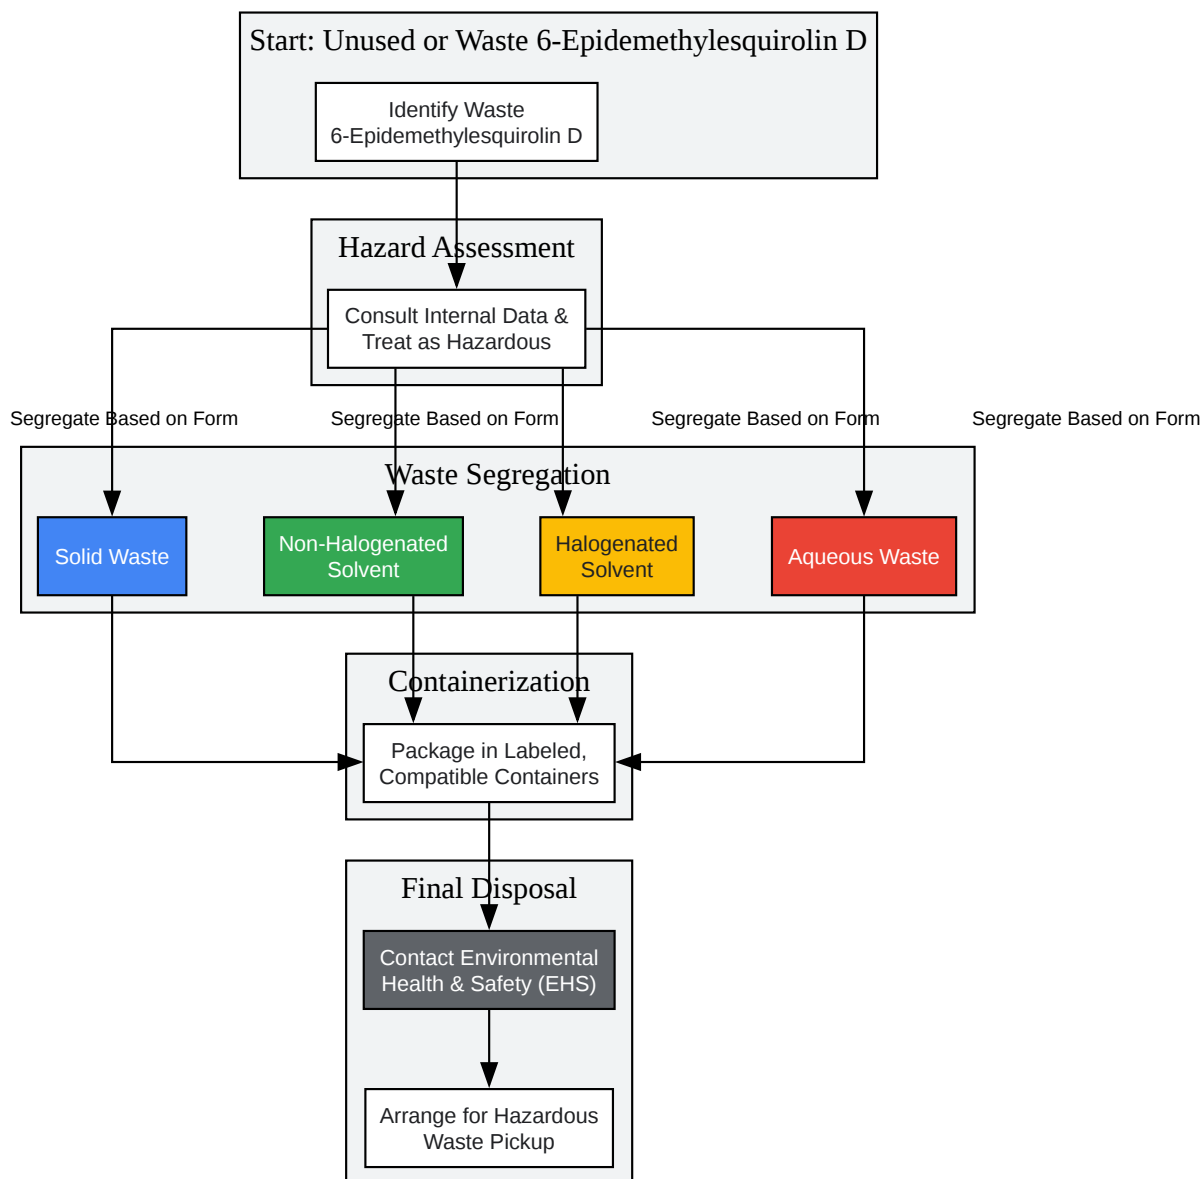 Start: Unused or Waste 6-Epidemethylesquirolin D
Identify Waste
6-Epidemethylesquirolin D
Hazard Assessment
Consult Internal Data &
Treat as Hazardous
Segregate Based on Form
Segregate Based on Form
Segregate Based on Form
Segregate Based on Form
Waste Segregation
Solid Waste
Non-Halogenated
Solvent
Halogenated
Solvent
Aqueous Waste
Containerization
Package in Labeled,
Compatible Containers
Final Disposal
Contact Environmental
Health & Safety (EHS)
Arrange for Hazardous
Waste Pickup